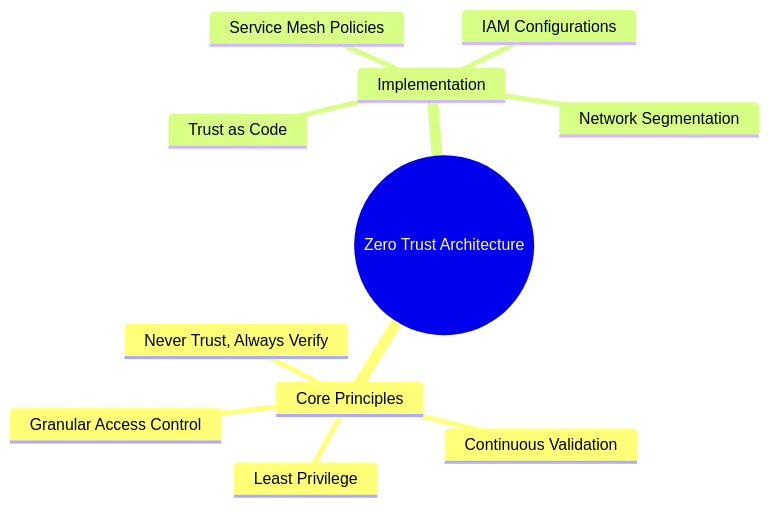 Service Mesh Policies
IAM Configurations
Implementation
Network Segmentation
Trust as Code
Zero Trust Architecture
Never Trust, Always Verify
Core Principles
Granular Access Control
Continuous Validation
Least Privilege